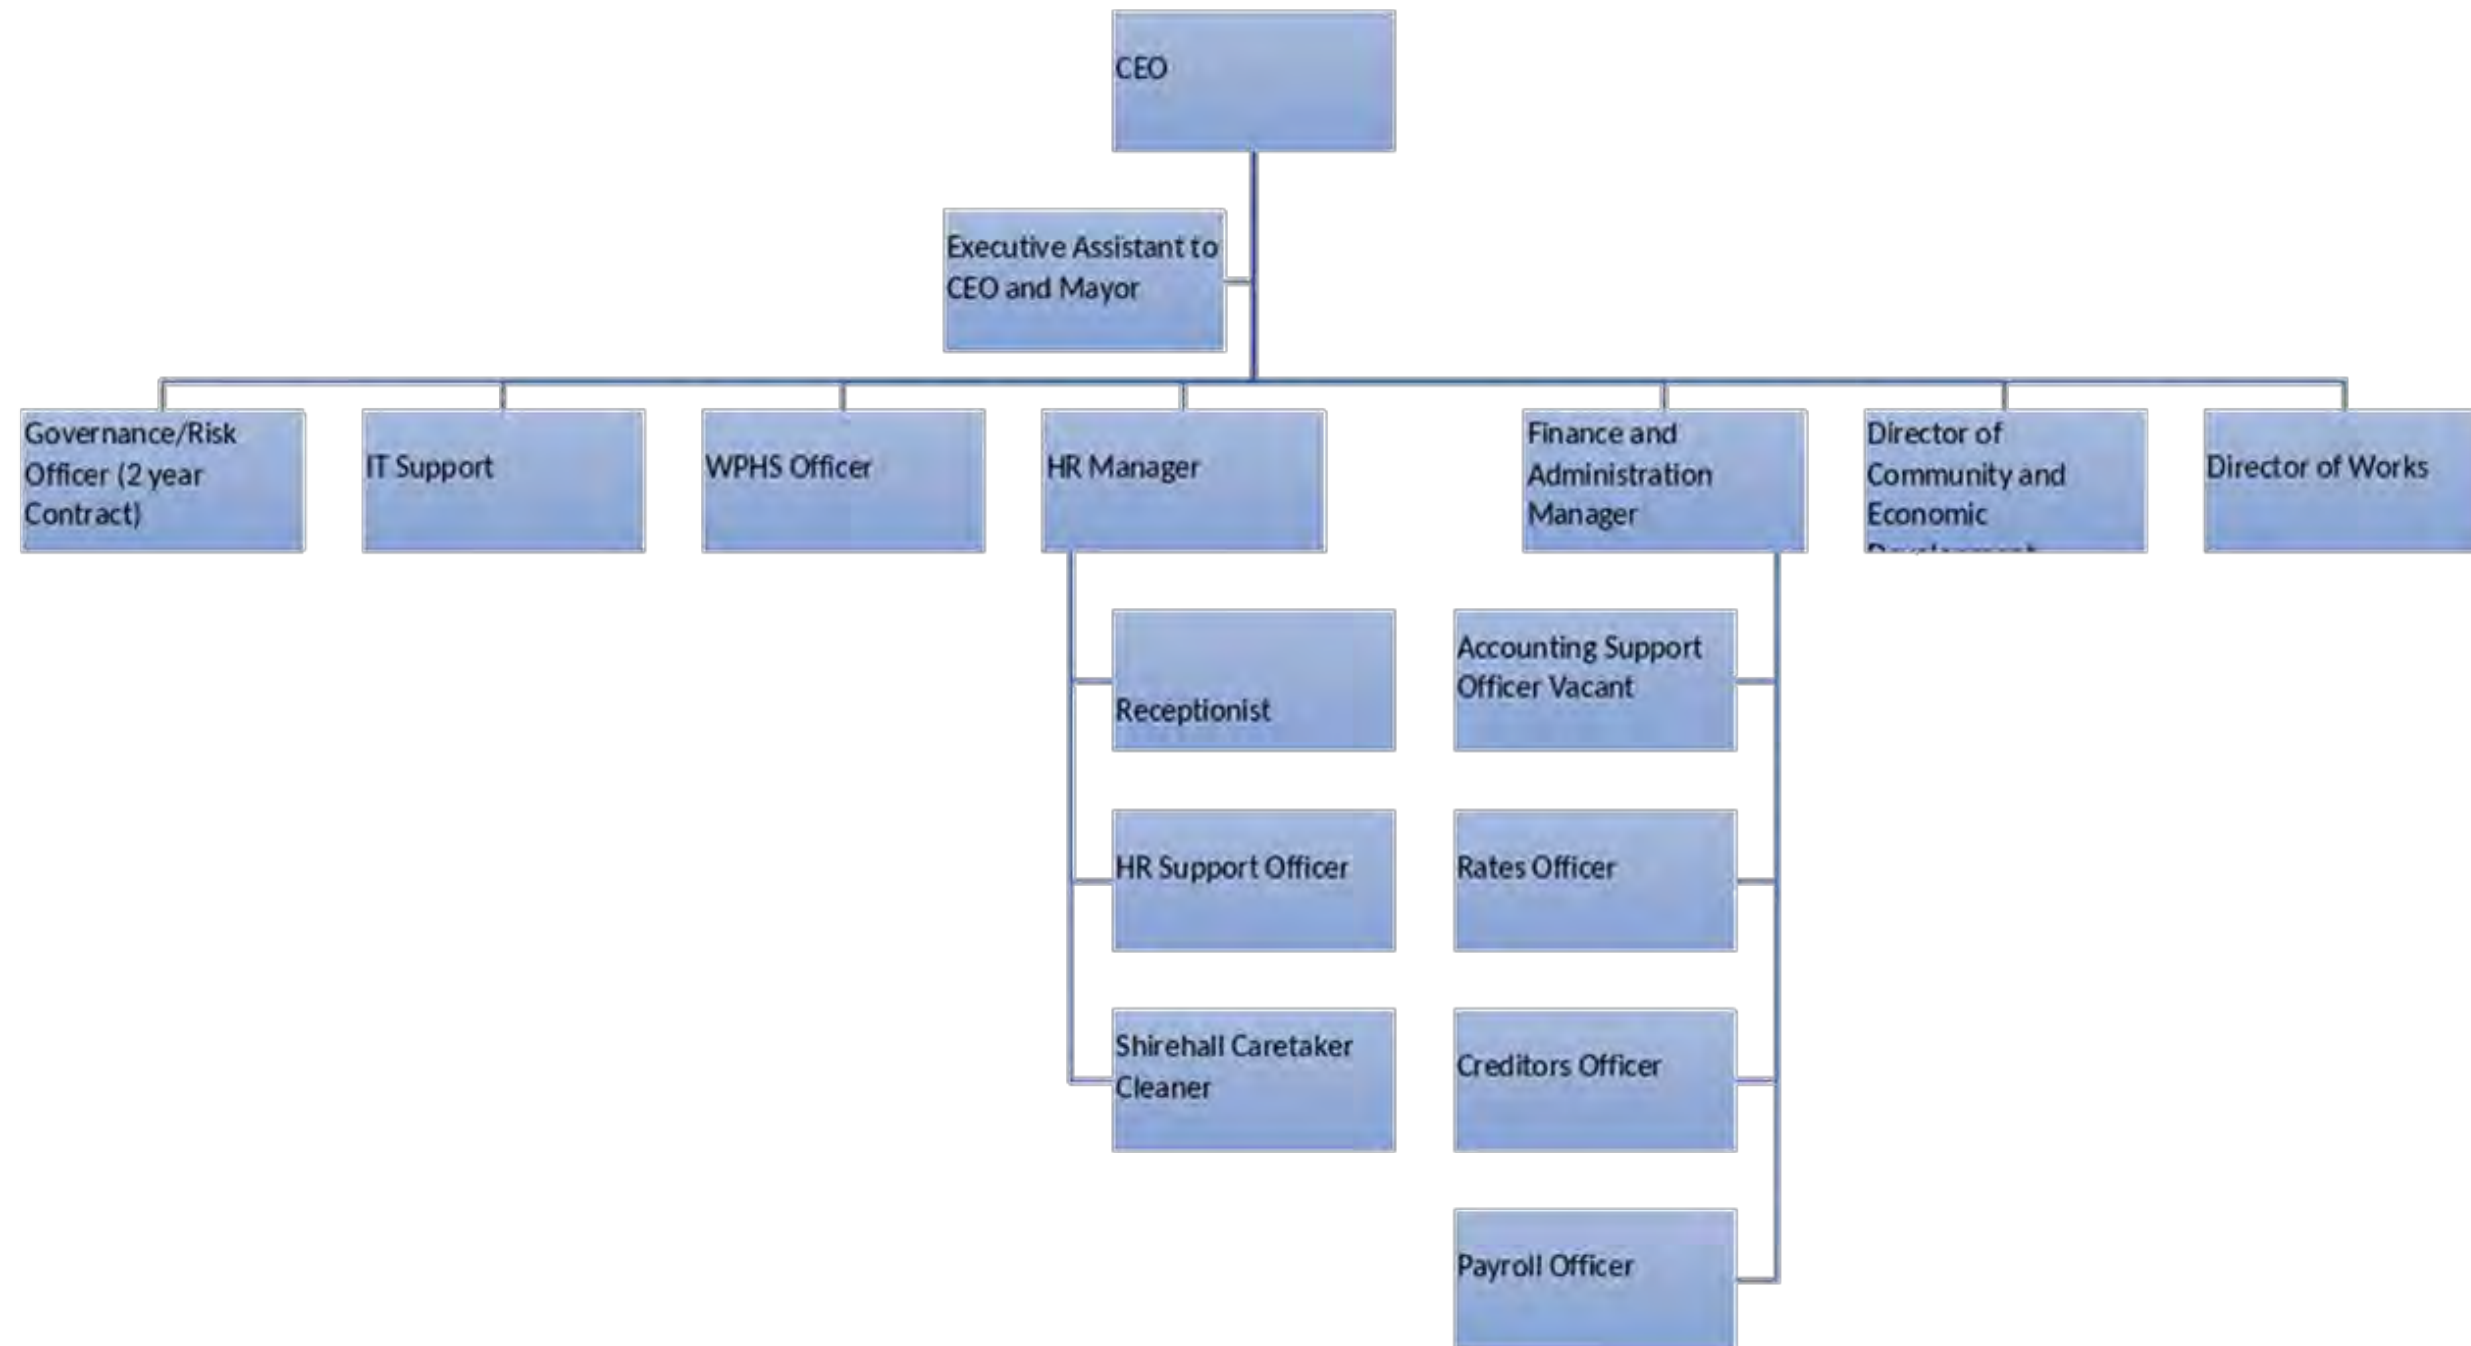 CEO
Executive Assistant to
CEO and Mayor
Governance/Risk
Officer (2 year
Contract)
IT Support
WPHS Officer
HR Manager
Finance and
Administration
Manager
Director of
Community and
Economic
Director of Works
Receptionist
Accounting Support
Officer Vacant
HR Support Officer
Rates Officer
Shirehall Caretaker
Cleaner
Creditors Officer
Payroll Officer